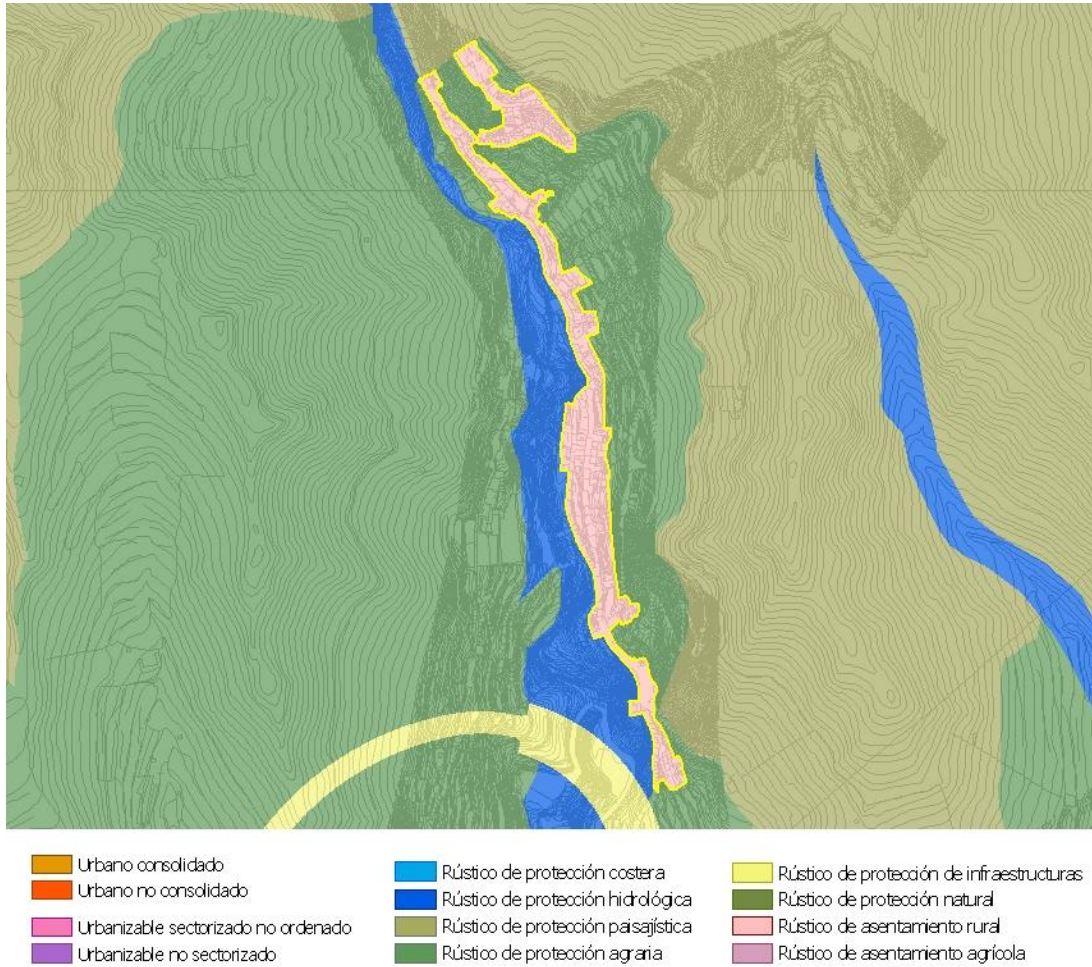 Urbano consolidado
Urbano no consolidado
Urbanizable sectorizado no ordenado
Urbanizable no sectorizado
Rústico de protección costera
Rústico de protección hidrológica
Rústico de protección paisajística
Rústico de protección agraria
Rústico de protección de infraestructuras
Rústico de protección natural
Rústico de asentamiento rural
Rústico de asentamiento agrícola